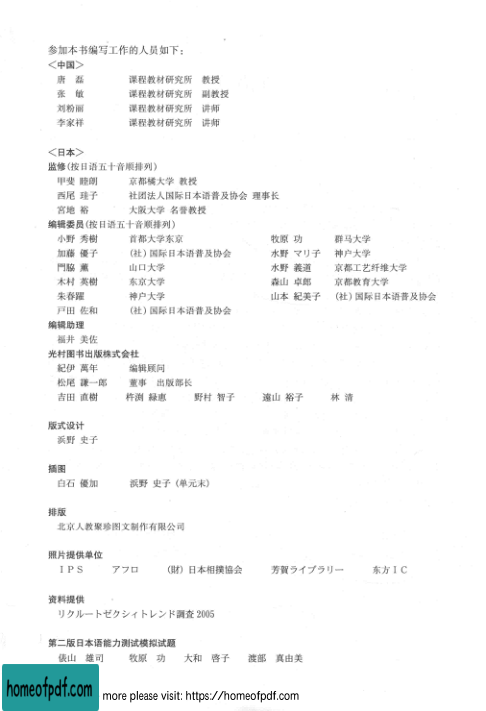 参加本书编写工作的人员如下：
＜中国＞
唐　磊　课程教材研究所　教授
张　敏　课程教材研究所　副教授
刘粉丽　课程教材研究所　讲师
李家祥　课程教材研究所　讲师
＜日本＞
监修(按日语五十音顺排列)
甲斐 睦朗　京都橘大学 教授
西尾 珪子　社团法人国际日本语普及协会 理事长
宮地 裕　大阪大学 名誉教授
编辑委员(按日语五十音顺排列)
小野 秀樹　首都大学东京　牧原 功　群马大学
加藤 優子　(社)国际日本语普及协会　水野 マリ子　神户大学
門脇 薫　山口大学　水野 義道　京都工艺纤维大学
木村 英樹　东京大学　森山 卓郎　京都教育大学
朱春躍　神户大学　山本 紀美子　(社)国际日本语普及协会
戸田 佐和　(社)国际日本语普及协会
编辑助理
福井 美佐
光村图书出版株式会社
紀伊 萬年　编辑顾问
松尾 謙一郎　董事 出版部长
吉田 直樹　杵渕 緑恵　野村 智子　遠山 裕子　林 清
版式设计
浜野 史子
插图
白石 優加　浜野 史子 (单元末)
排版
北京人教聚珍图文制作有限公司
照片提供单位
ＩＰＳ　アフロ　(財) 日本相撲協会　芳賀ライブラリー　东方ＩＣ
资料提供
リクルートゼクシィトレンド調査 2005
第二版日本语能力测试模拟试题
俵山 雄司　牧原 功　大和 啓子　渡部 真由美
homeofpdf.com
more please visit: https://homeofpdf.com